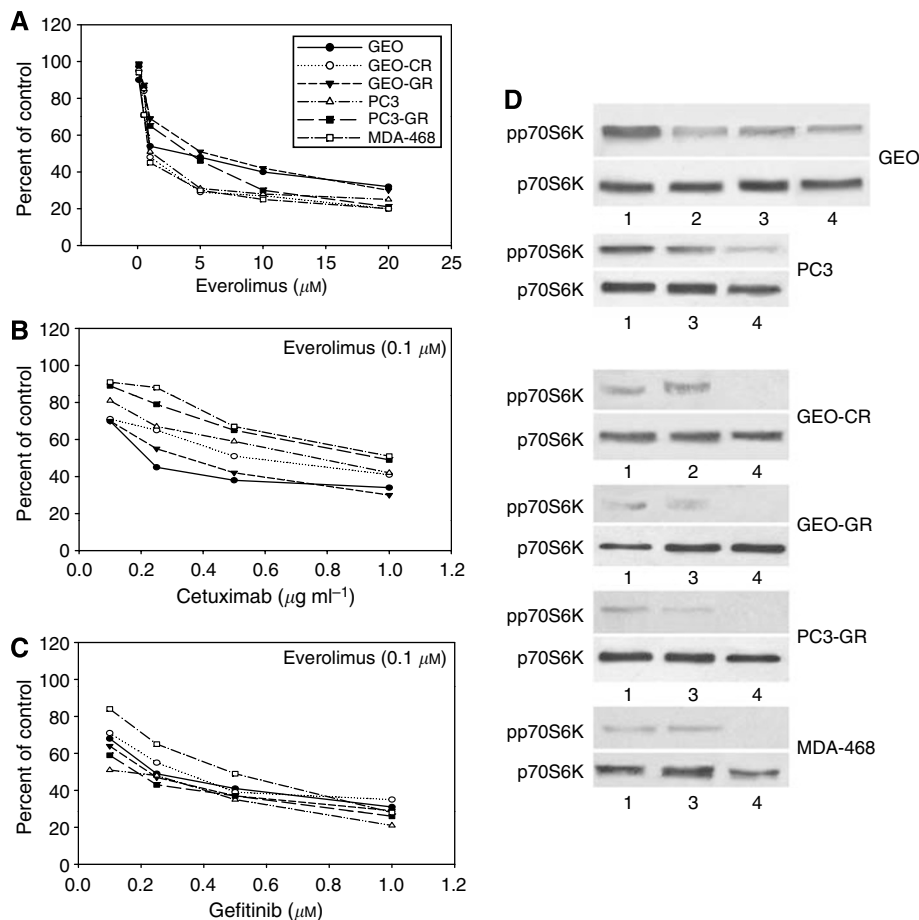 A
120
100
80
60
40
20
0
Percent of control
0 5 10 15 20 25
Everolimus (μM)
GEO
GEO-CR
GEO-GR
PC3
PC3-GR
MDA-468
B
Everolimus (0.1 μM)
120
100
80
60
40
20
0
Percent of control
0.0 0.2 0.4 0.6 0.8 1.0 1.2
Cetuximab (μg ml⁻¹)
C
Everolimus (0.1 μM)
120
100
80
60
40
20
0
Percent of control
0.0 0.2 0.4 0.6 0.8 1.0 1.2
Gefitinib (μM)
D
pp70S6K
GEO
p70S6K
1 2 3 4
pp70S6K
PC3
p70S6K
1 3 4
pp70S6K
GEO-CR
p70S6K
1 2 4
pp70S6K
GEO-GR
p70S6K
1 3 4
pp70S6K
PC3-GR
p70S6K
1 3 4
pp70S6K
MDA-468
p70S6K
1 3 4